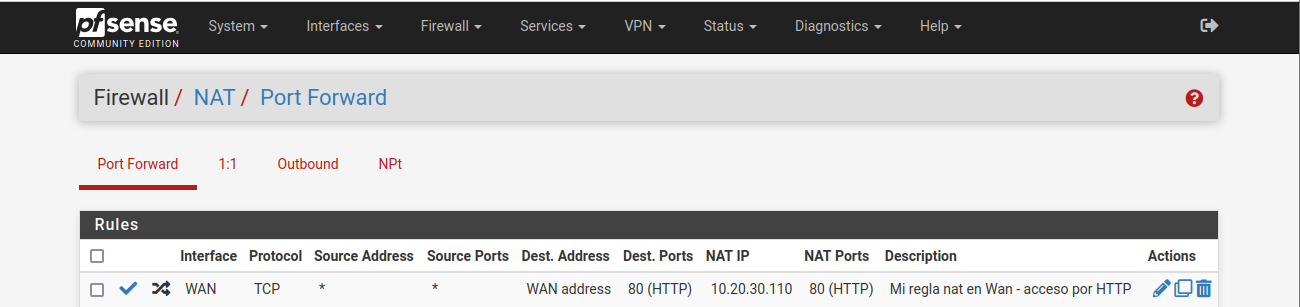 pfsense
COMMUNITY EDITION
System Interfaces Firewall Services VPN Status Diagnostics Help
Firewall / NAT / Port Forward
?
Port Forward 1:1 Outbound NPt
Rules
Interface Protocol Source Address Source Ports Dest. Address Dest. Ports NAT IP NAT Ports Description Actions
WAN TCP * * WAN address 80 (HTTP) 10.20.30.110 80 (HTTP) Mi regla nat en Wan - acceso por HTTP